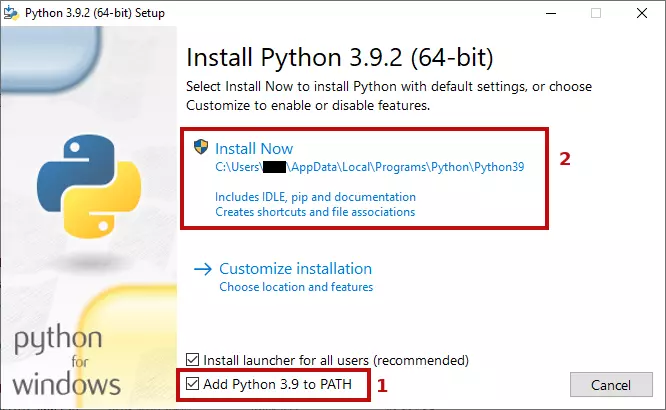 Python 3.9.2 (64-bit) Setup
Install Python 3.9.2 (64-bit)
Select Install Now to install Python with default settings, or choose
Customize to enable or disable features.
Install Now
C:\Users\ \AppData\Local\Programs\Python\Python39
Includes IDLE, pip and documentation
Creates shortcuts and file associations
2
Customize installation
Choose location and features
python
for
windows
Install launcher for all users (recommended)
Add Python 3.9 to PATH
1
Cancel